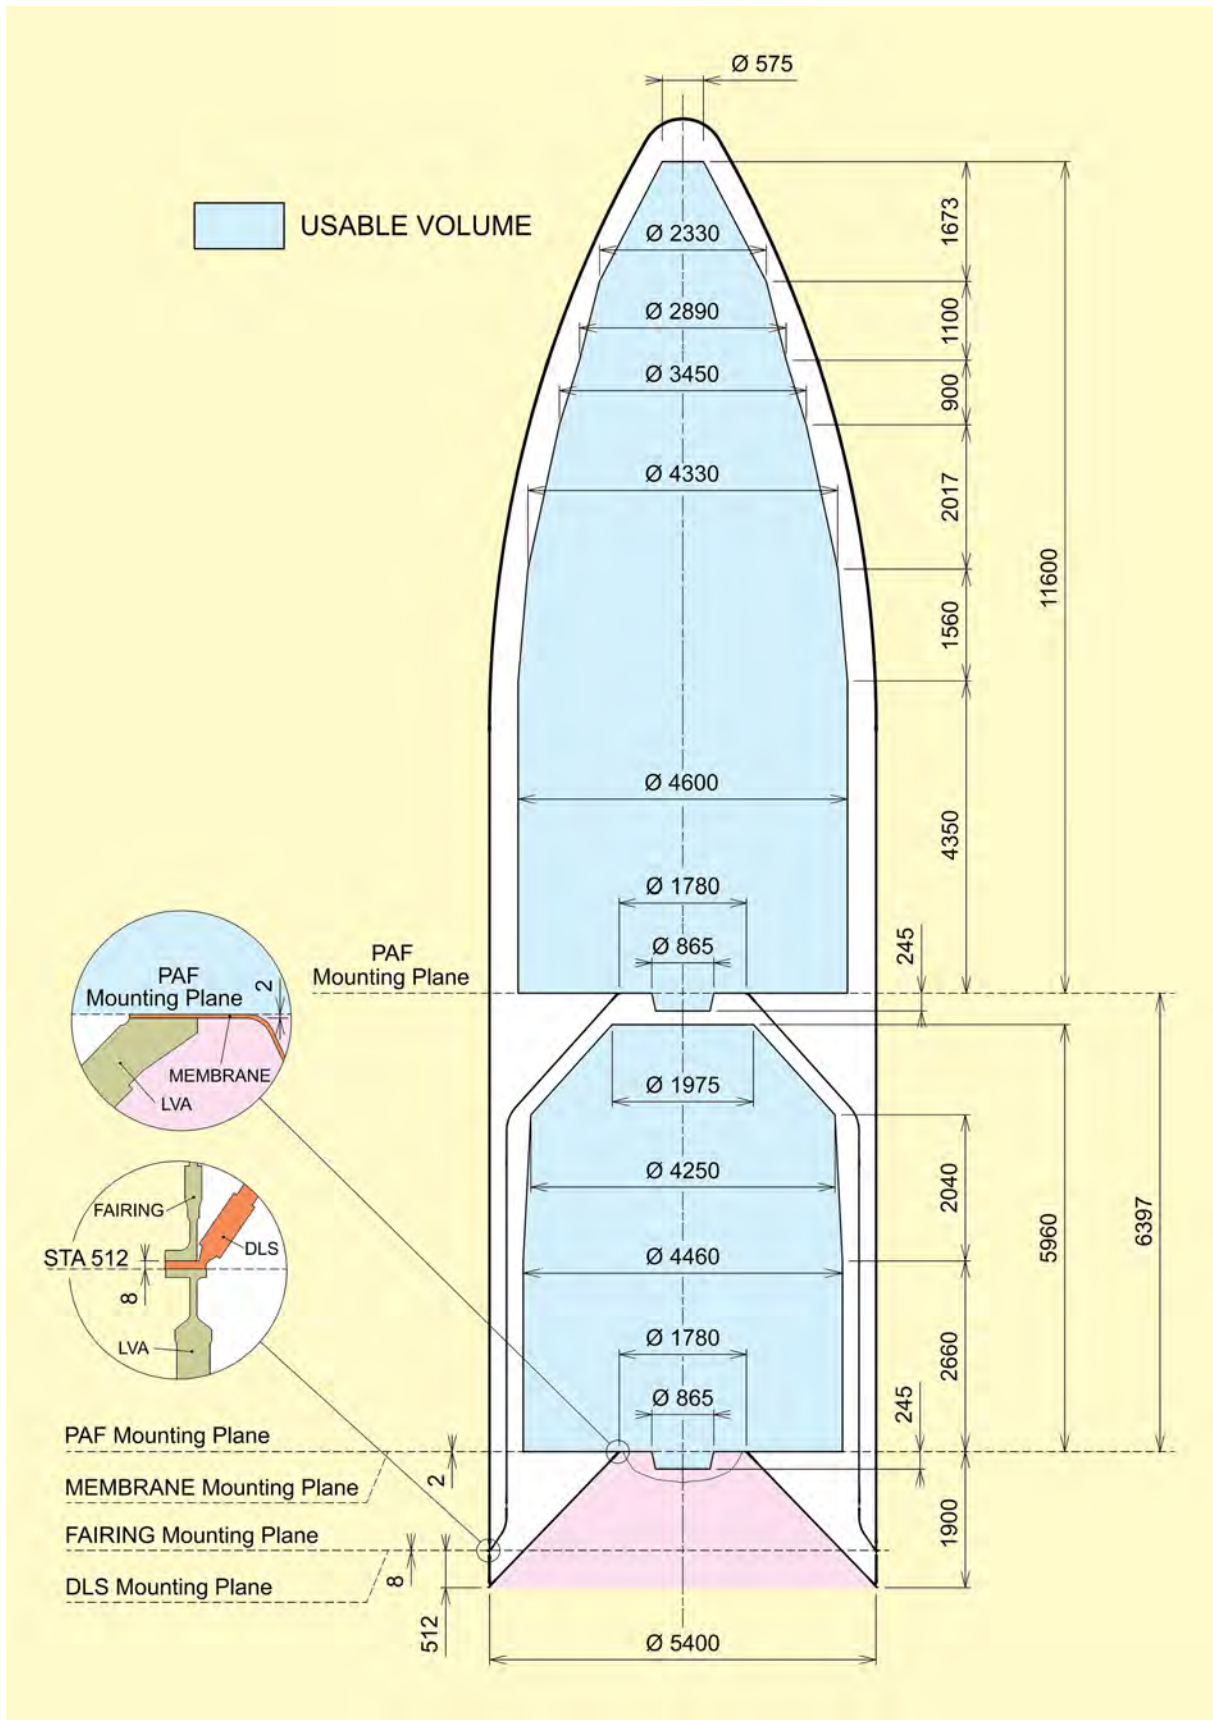 Ø 575
USABLE VOLUME
1673
Ø 2330
1100
Ø 2890
900
Ø 3450
2017
Ø 4330
11600
1560
Ø 4600
4350
Ø 1780
245
Ø 865
PAF
Mounting Plane
PAF
Mounting Plane
2
MEMBRANE
LVA
Ø 1975
2040
Ø 4250
FAIRING
DLS
STA 512
8
LVA
5960
6397
Ø 4460
2660
Ø 1780
245
Ø 865
PAF Mounting Plane
2
MEMBRANE Mounting Plane
1900
FAIRING Mounting Plane
8
DLS Mounting Plane
512
Ø 5400